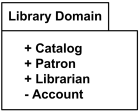 Library Domain
+ Catalog
+ Patron
+ Librarian
- Account